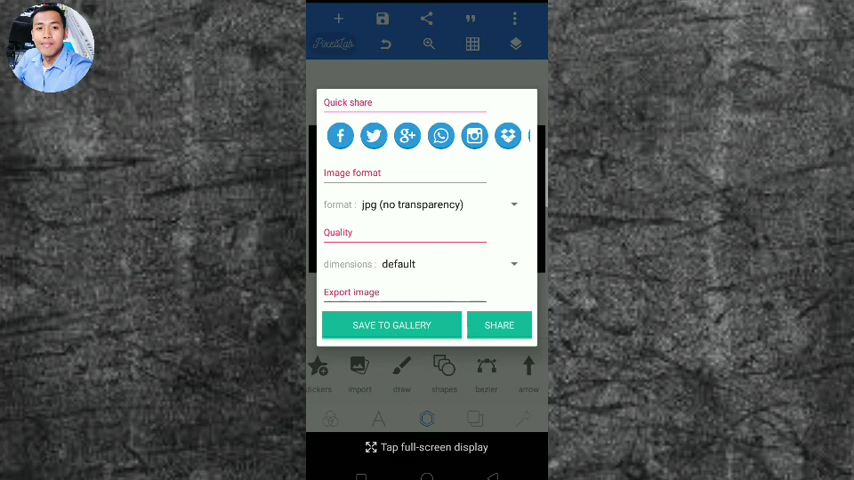 PixelLab
Quick share
Image format
format : jpg (no transparency)
Quality
dimensions : default
Export image
SAVE TO GALLERY SHARE
stickers import draw shapes bezier arrow
Tap full-screen display